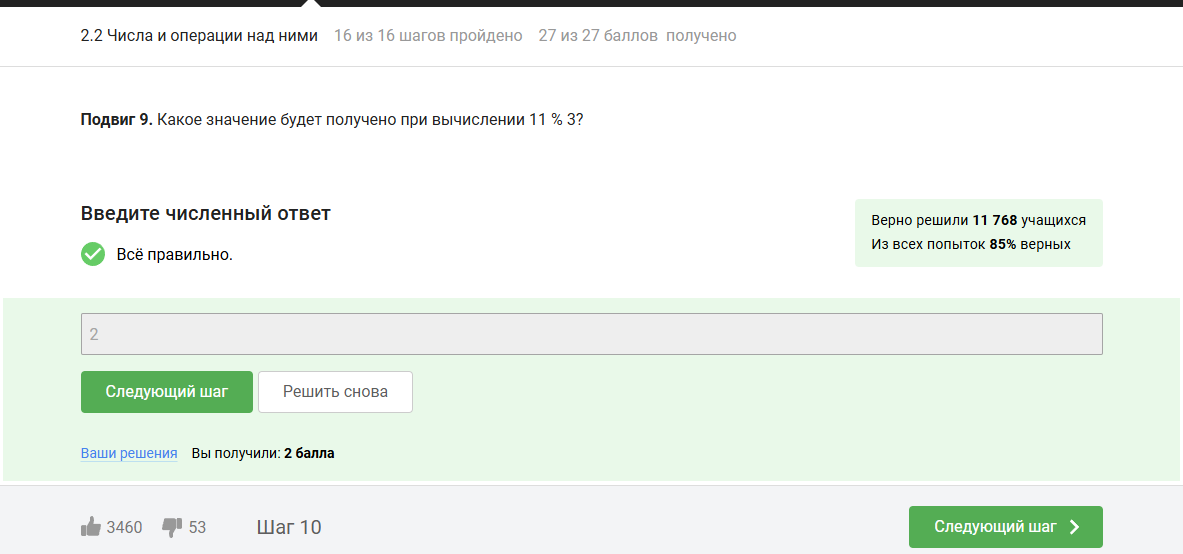 2.2 Числа и операции над ними 16 из 16 шагов пройдено 27 из 27 баллов получено
Подвиг 9. Какое значение будет получено при вычислении 11 % 3?
Введите численный ответ
Всё правильно.
Верно решили 11 768 учащихся
Из всех попыток 85% верных
2
Следующий шаг Решить снова
Ваши решения Вы получили: 2 балла
3460 53 Шаг 10 Следующий шаг